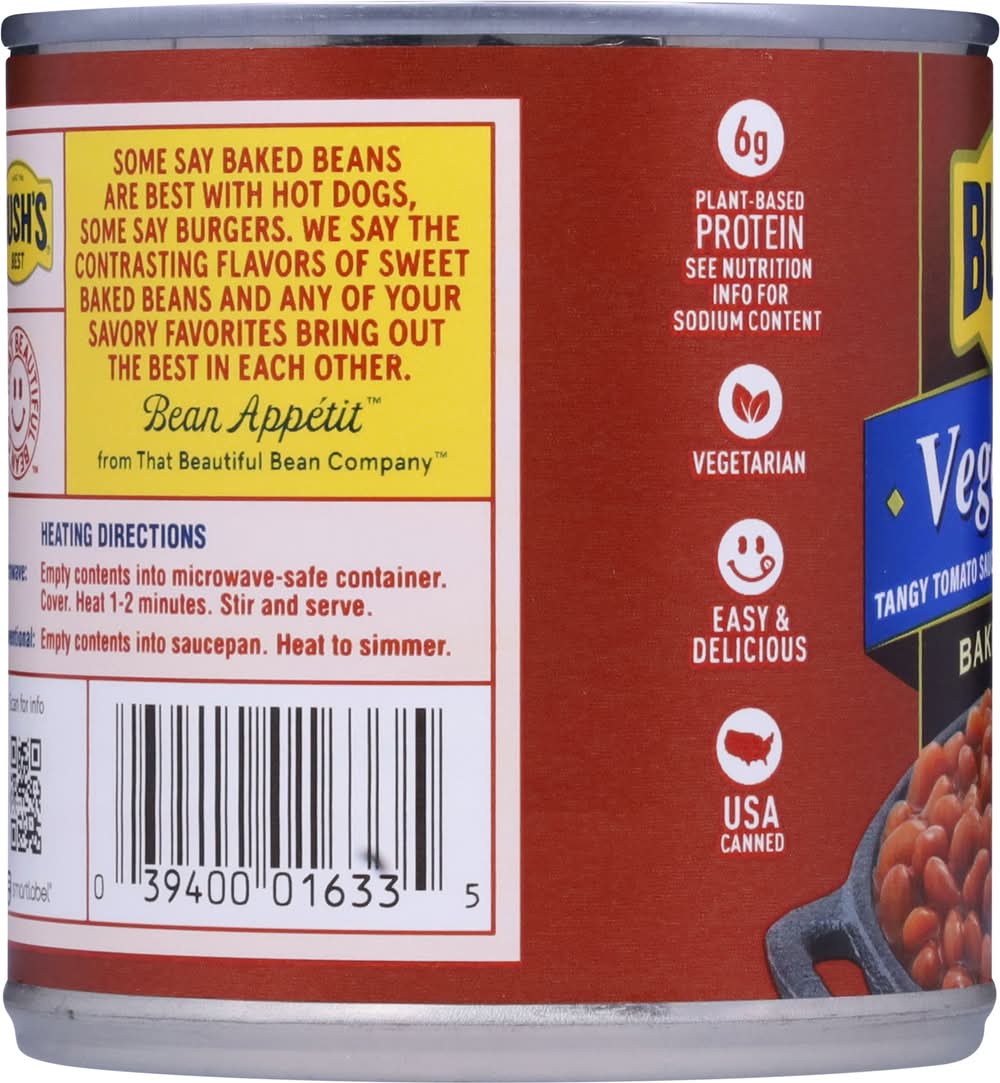 BEST
SOME SAY BAKED BEANS
ARE BEST WITH HOT DOGS,
SOME SAY BURGERS. WE SAY THE
CONTRASTING FLAVORS OF SWEET
BAKED BEANS AND ANY OF YOUR
SAVORY FAVORITES BRING OUT
THE BEST IN EACH OTHER.
Bean Appétit™
from That Beautiful Bean Company™
BEAUTIFUL BEAN
HEATING DIRECTIONS
Empty contents into microwave-safe container.
Cover. Heat 1-2 minutes. Stir and serve.
Empty contents into saucepan. Heat to simmer.
Scan for info
smartlabel®
0 39400 01633 5
6g
PLANT-BASED
PROTEIN
SEE NUTRITION
INFO FOR
SODIUM CONTENT
VEGETARIAN
EASY &
DELICIOUS
USA
CANNED
Veg
TANGY TOMATO
BAK